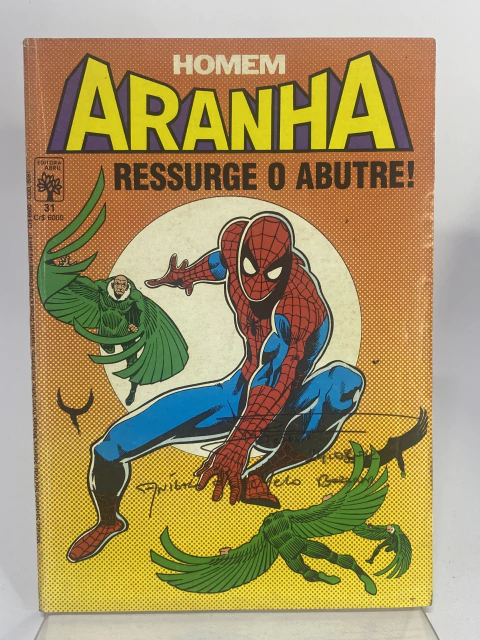 HOMEM
ARANHA
EDITORA
ABRIL
31
Cr$ 6000
RESSURGE O ABUTRE!